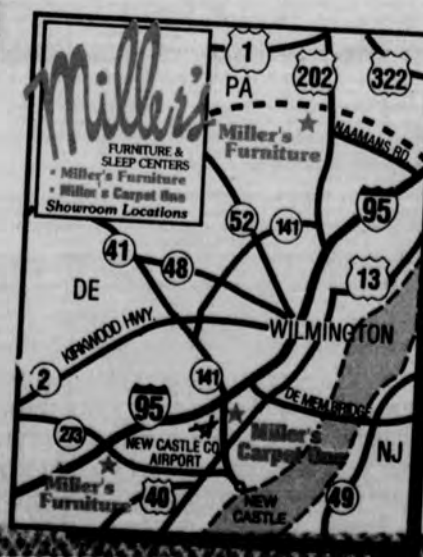 Miller's
FURNITURE &
SLEEP CENTERS
• Miller's Furniture
• Miller's Carpet One
Showroom Locations
1
PA
202
322
Miller's
Furniture
NAAMANS RD.
95
52
141
41
48
13
DE
KIRKWOOD HWY.
WILMINGTON
2
141
95
DE MEM. BRIDGE
273
NEW CASTLE CO.
AIRPORT
Miller's
Carpet One
NJ
Miller's
Furniture
40
NEW
CASTLE
49